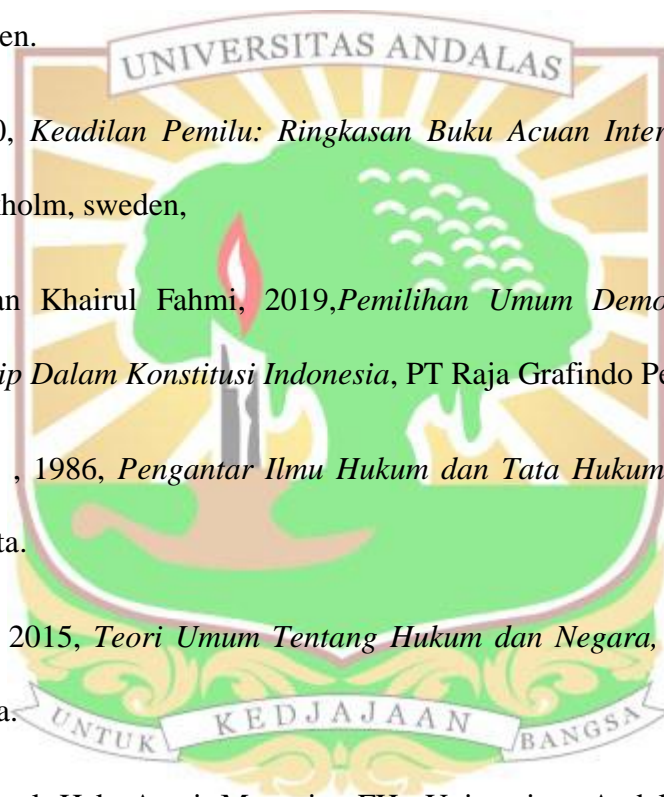 en.
UNIVERSITAS ANDALAS
0, Keadilan Pemilu: Ringkasan Buku Acuan Inter
holm, sweden,
an Khairul Fahmi, 2019,Pemilihan Umum Demo
ip Dalam Konstitusi Indonesia, PT Raja Grafindo Pe
, 1986, Pengantar Ilmu Hukum dan Tata Hukum
ta.
2015, Teori Umum Tentang Hukum dan Negara,
a.
UNTUK KEDJAJAAN BANGSA